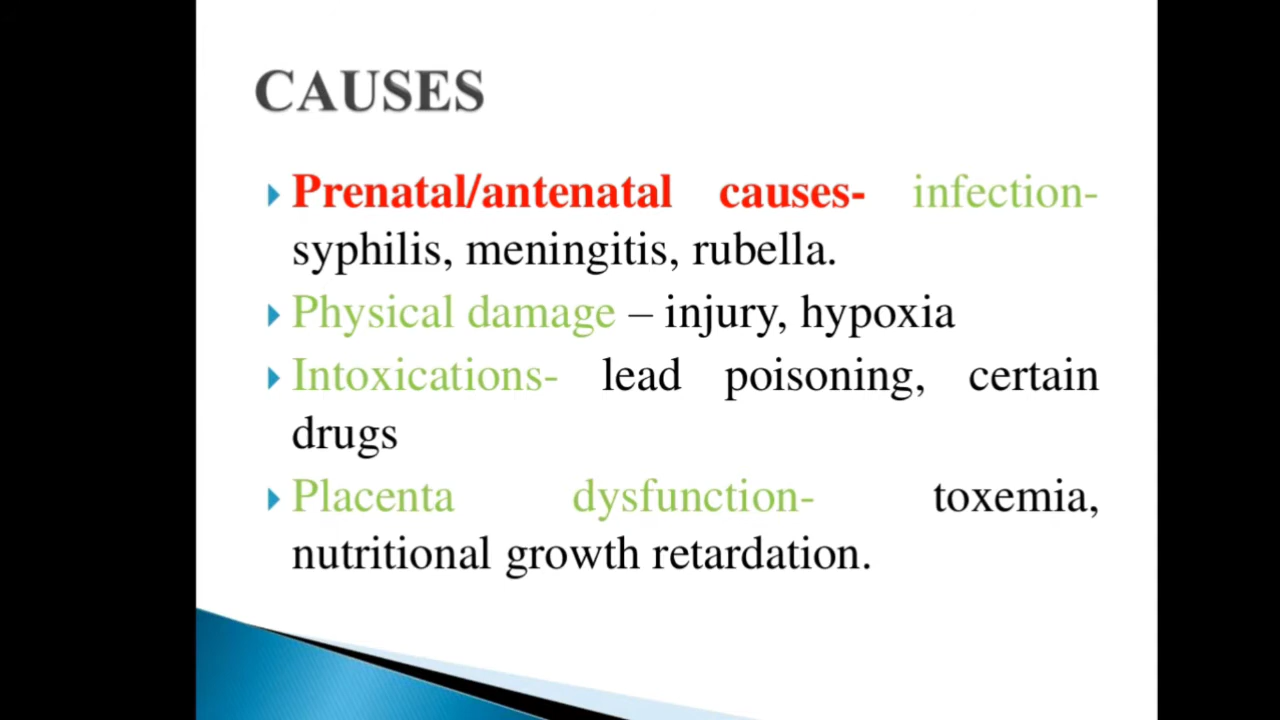 CAUSES
Prenatal/antenatal causes- infection-
syphilis, meningitis, rubella.
Physical damage – injury, hypoxia
Intoxications- lead poisoning, certain
drugs
Placenta dysfunction- toxemia,
nutritional growth retardation.